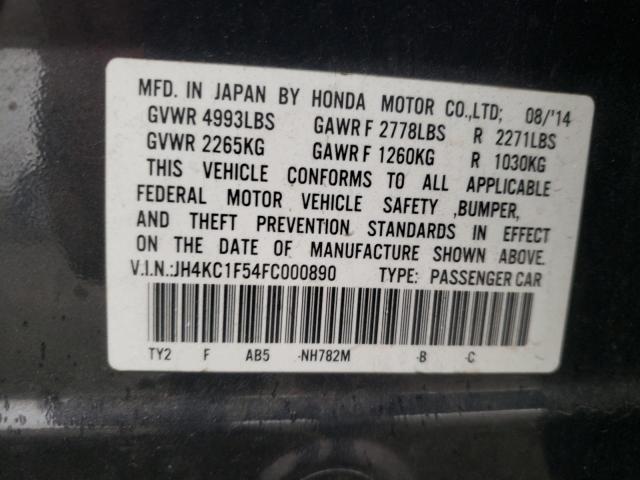 MFD. IN JAPAN BY HONDA MOTOR CO.,LTD; 08/'14
GVWR 4993LBS GAWR F 2778LBS R 2271LBS
GVWR 2265KG GAWR F 1260KG R 1030KG
THIS VEHICLE CONFORMS TO ALL APPLICABLE
FEDERAL MOTOR VEHICLE SAFETY ,BUMPER,
AND THEFT PREVENTION STANDARDS IN EFFECT
ON THE DATE OF MANUFACTURE SHOWN ABOVE.
V.I.N.:JH4KC1F54FC000890 TYPE: PASSENGER CAR
TY2 F AB5 -NH782M -B -C